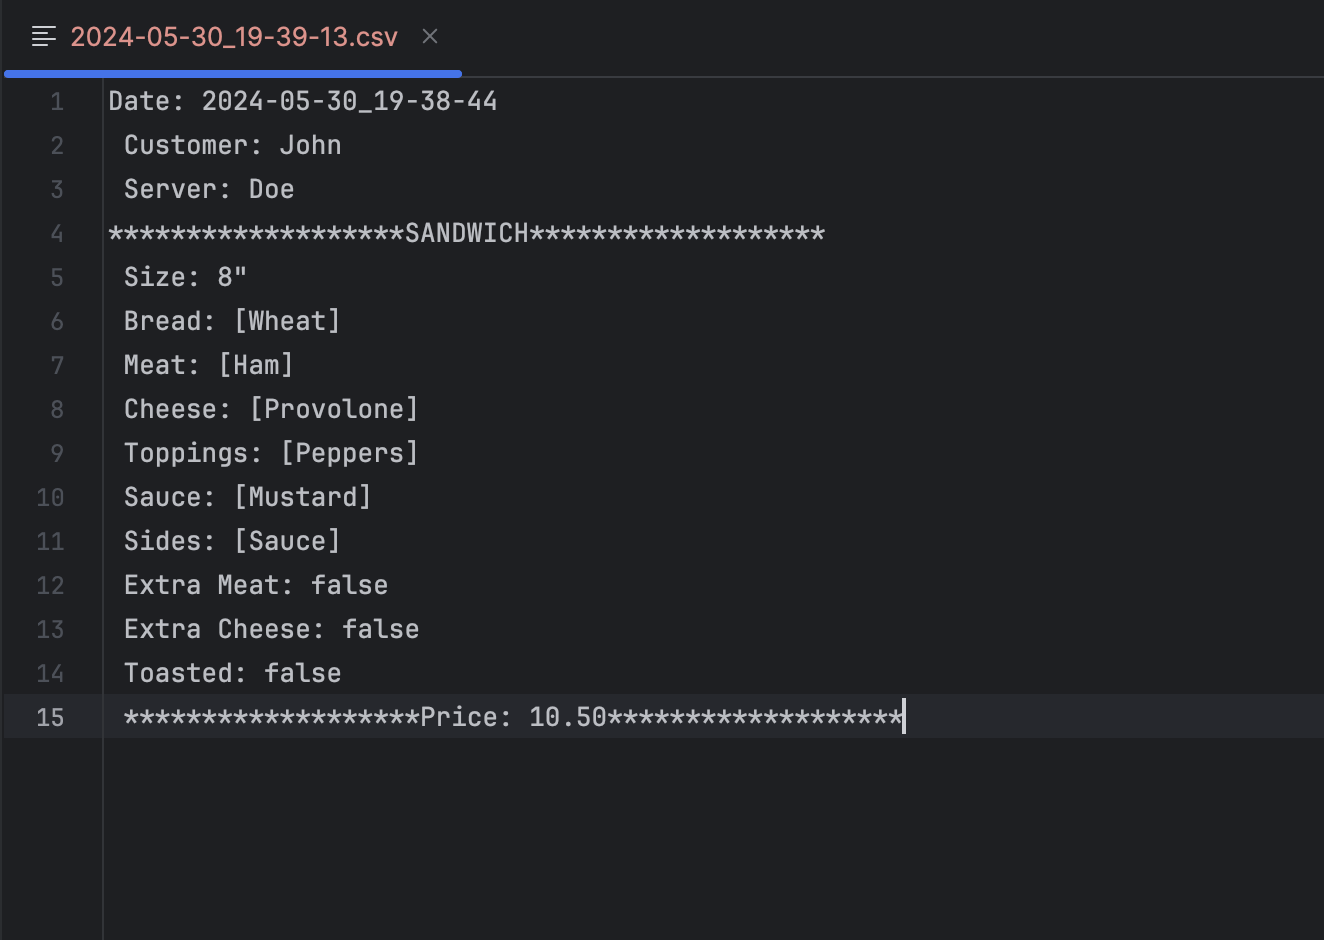 2024-05-30_19-39-13.csv
1 Date: 2024-05-30_19-38-44
2 Customer: John
3 Server: Doe
4 *******************SANDWICH*******************
5 Size: 8"
6 Bread: [Wheat]
7 Meat: [Ham]
8 Cheese: [Provolone]
9 Toppings: [Peppers]
10 Sauce: [Mustard]
11 Sides: [Sauce]
12 Extra Meat: false
13 Extra Cheese: false
14 Toasted: false
15 *******************Price: 10.50*******************